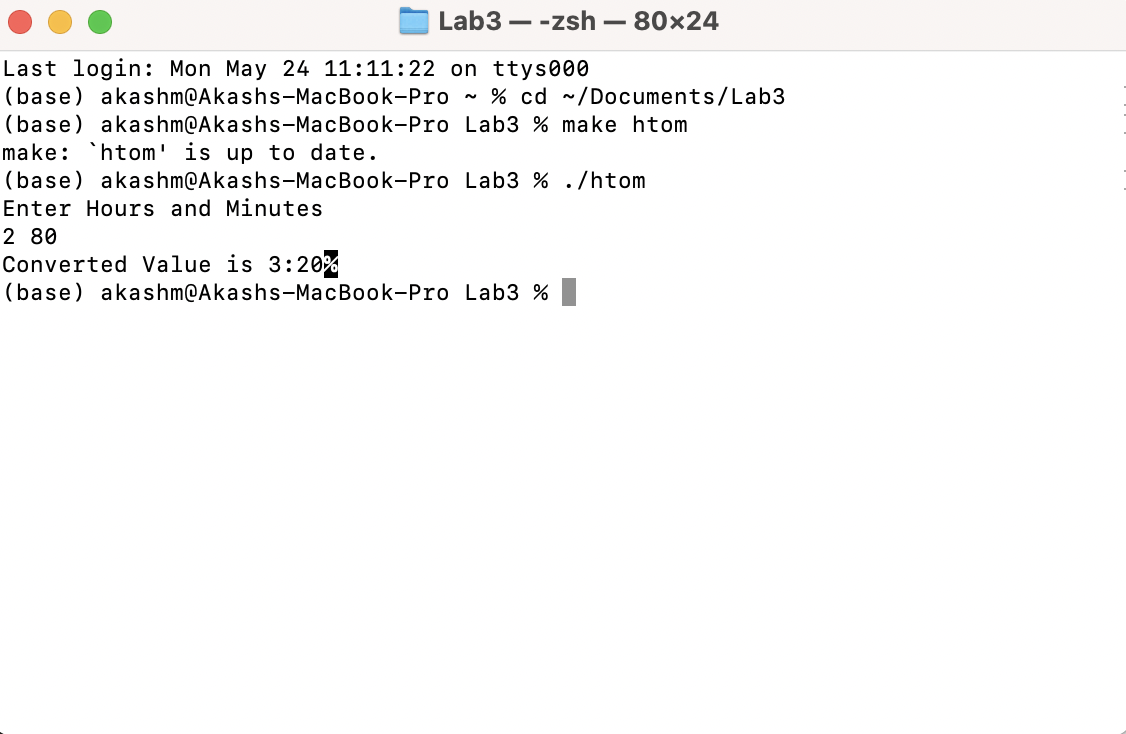 Lab3 — -zsh — 80×24
Last login: Mon May 24 11:11:22 on ttys000
(base) akashm@Akashs-MacBook-Pro ~ % cd ~/Documents/Lab3
(base) akashm@Akashs-MacBook-Pro Lab3 % make htom
make: `htom' is up to date.
(base) akashm@Akashs-MacBook-Pro Lab3 % ./htom
Enter Hours and Minutes
2 80
Converted Value is 3:20%
(base) akashm@Akashs-MacBook-Pro Lab3 %